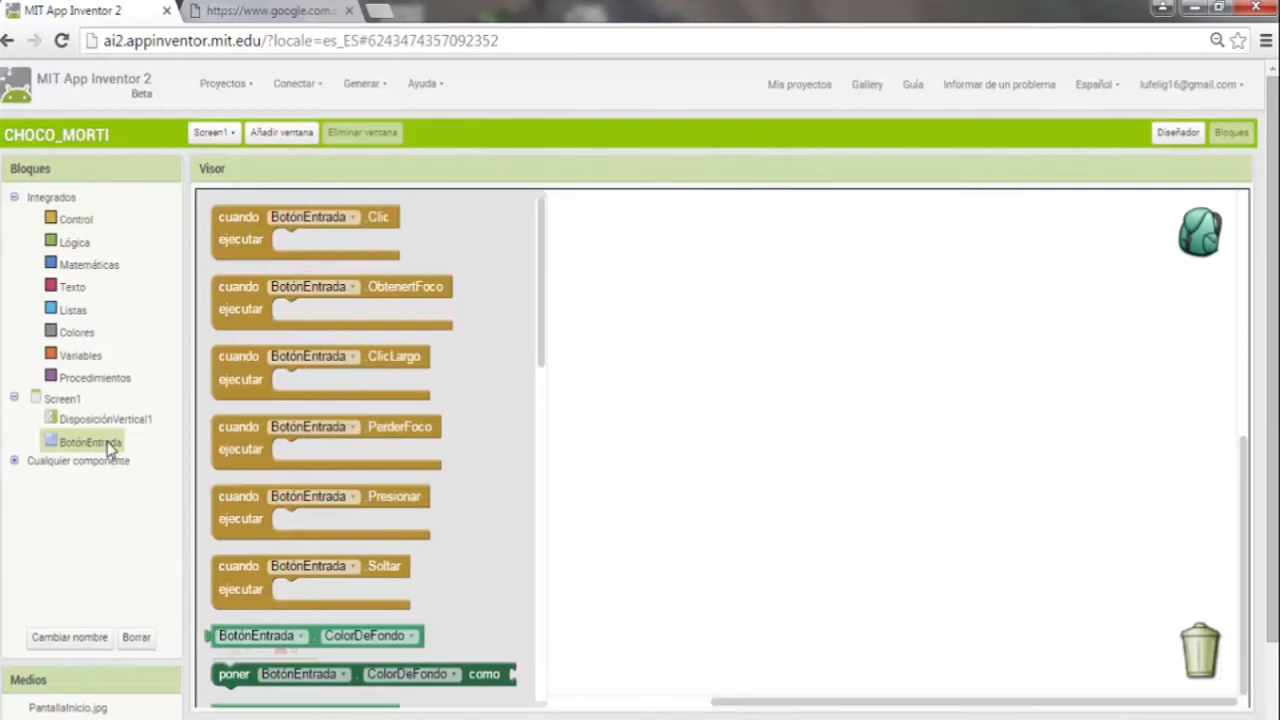 MIT App Inventor 2
https://www.google.com.c
ai2.appinventor.mit.edu/?locale=es_ES#6243474357092352
MIT App Inventor 2
Beta
Proyectos
Conectar
Generar
Ayuda
Mis proyectos
Gallery
Guía
Informar de un problema
Español
lufelig16@gmail.com
CHOCO_MORTI
Screen1
Añadir ventana
Eliminar ventana
Diseñador
Bloques
Bloques
Integrados
Control
Lógica
Matemáticas
Texto
Listas
Colores
Variables
Procedimientos
Screen1
DisposiciónVertical1
BotónEntrada
Cualquier componente
Cambiar nombre
Borrar
Medios
PantallaInicio.jpg
Visor
cuando BotónEntrada .Clic
ejecutar
cuando BotónEntrada .ObtenertFoco
ejecutar
cuando BotónEntrada .ClicLargo
ejecutar
cuando BotónEntrada .PerderFoco
ejecutar
cuando BotónEntrada .Presionar
ejecutar
cuando BotónEntrada .Soltar
ejecutar
BotónEntrada . ColorDeFondo
poner BotónEntrada . ColorDeFondo como